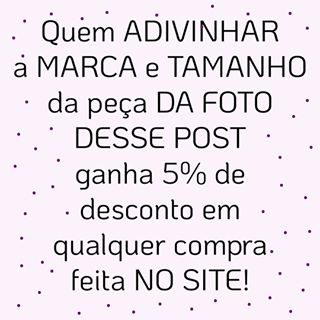 Quem ADIVINHAR
a MARCA e TAMANHO
da peça DA FOTO
DESSE POST
ganha 5% de
desconto em
qualquer compra
feita NO SITE!